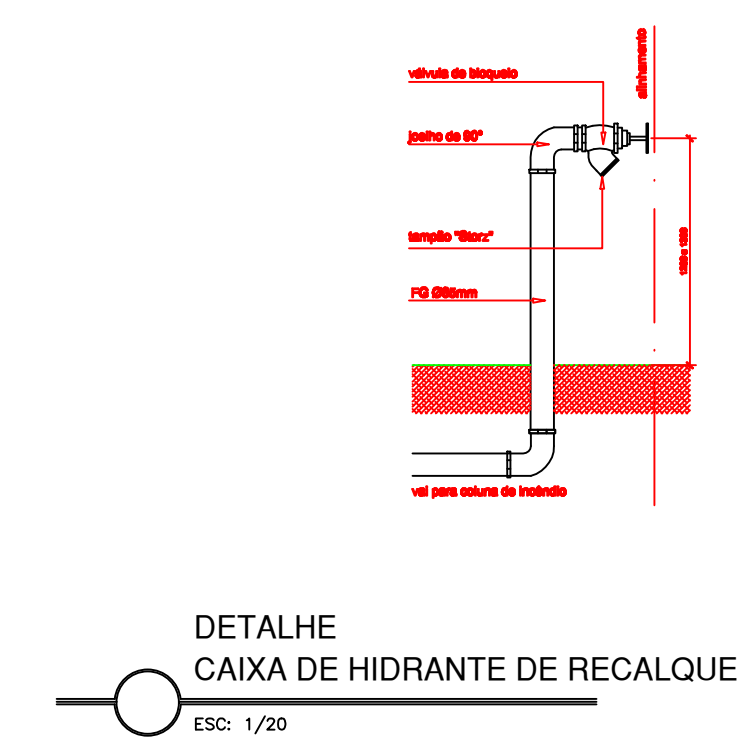 válvula de bloqueio
alinhamento
joelho de 90°
tampão "Storz"
FG Ø65mm
vai para coluna de incêndio
DETALHE
CAIXA DE HIDRANTE DE RECALQUE
ESC: 1/20